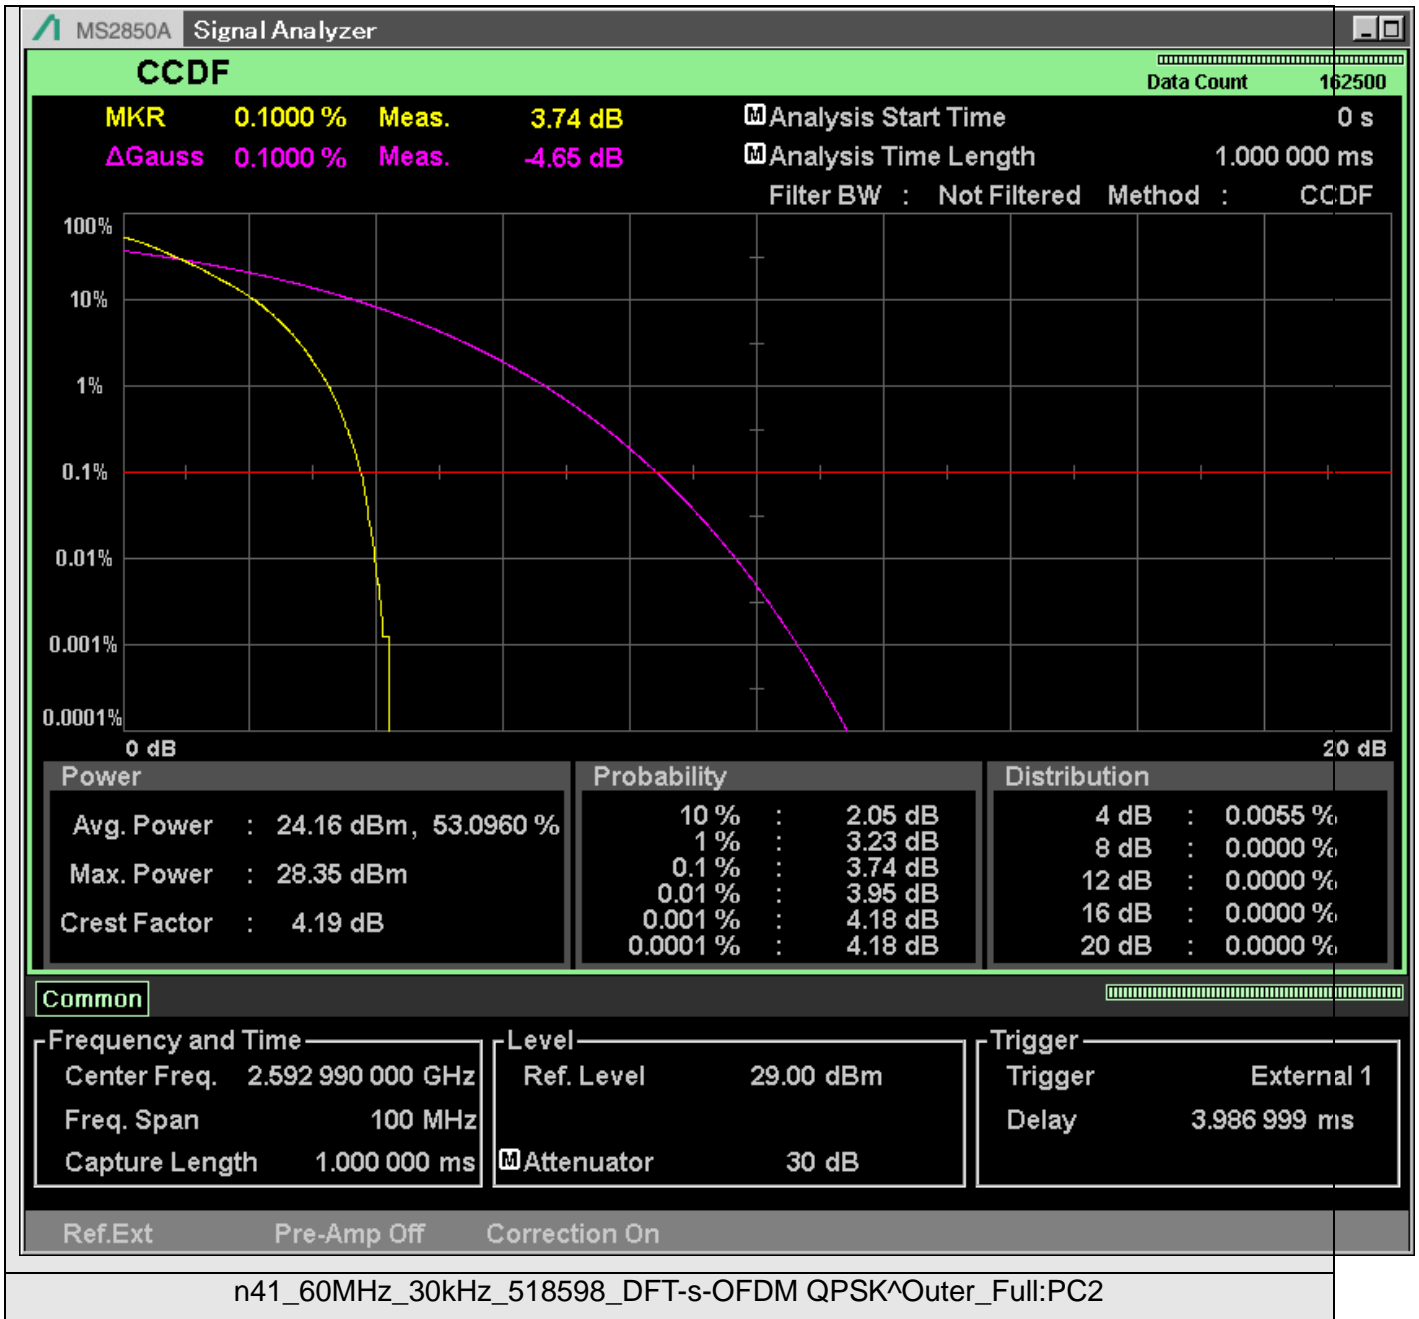 MS2850A Signal Analyzer
CCDF
Data Count 162500
MKR 0.1000 % Meas. 3.74 dB
ΔGauss 0.1000 % Meas. -4.65 dB
M Analysis Start Time 0 s
M Analysis Time Length 1.000 000 ms
Filter BW : Not Filtered Method : CCDF
100%
10%
1%
0.1%
0.01%
0.001%
0.0001%
0 dB 20 dB
Power
Avg. Power : 24.16 dBm, 53.0960 %
Max. Power : 28.35 dBm
Crest Factor : 4.19 dB
Probability
10 % : 2.05 dB
1 % : 3.23 dB
0.1 % : 3.74 dB
0.01 % : 3.95 dB
0.001 % : 4.18 dB
0.0001 % : 4.18 dB
Distribution
4 dB : 0.0055 %
8 dB : 0.0000 %
12 dB : 0.0000 %
16 dB : 0.0000 %
20 dB : 0.0000 %
Common
Frequency and Time
Center Freq. 2.592 990 000 GHz
Freq. Span 100 MHz
Capture Length 1.000 000 ms
Level
Ref. Level 29.00 dBm
M Attenuator 30 dB
Trigger
Trigger External 1
Delay 3.986 999 ms
Ref.Ext Pre-Amp Off Correction On
n41_60MHz_30kHz_518598_DFT-s-OFDM QPSK^Outer_Full:PC2